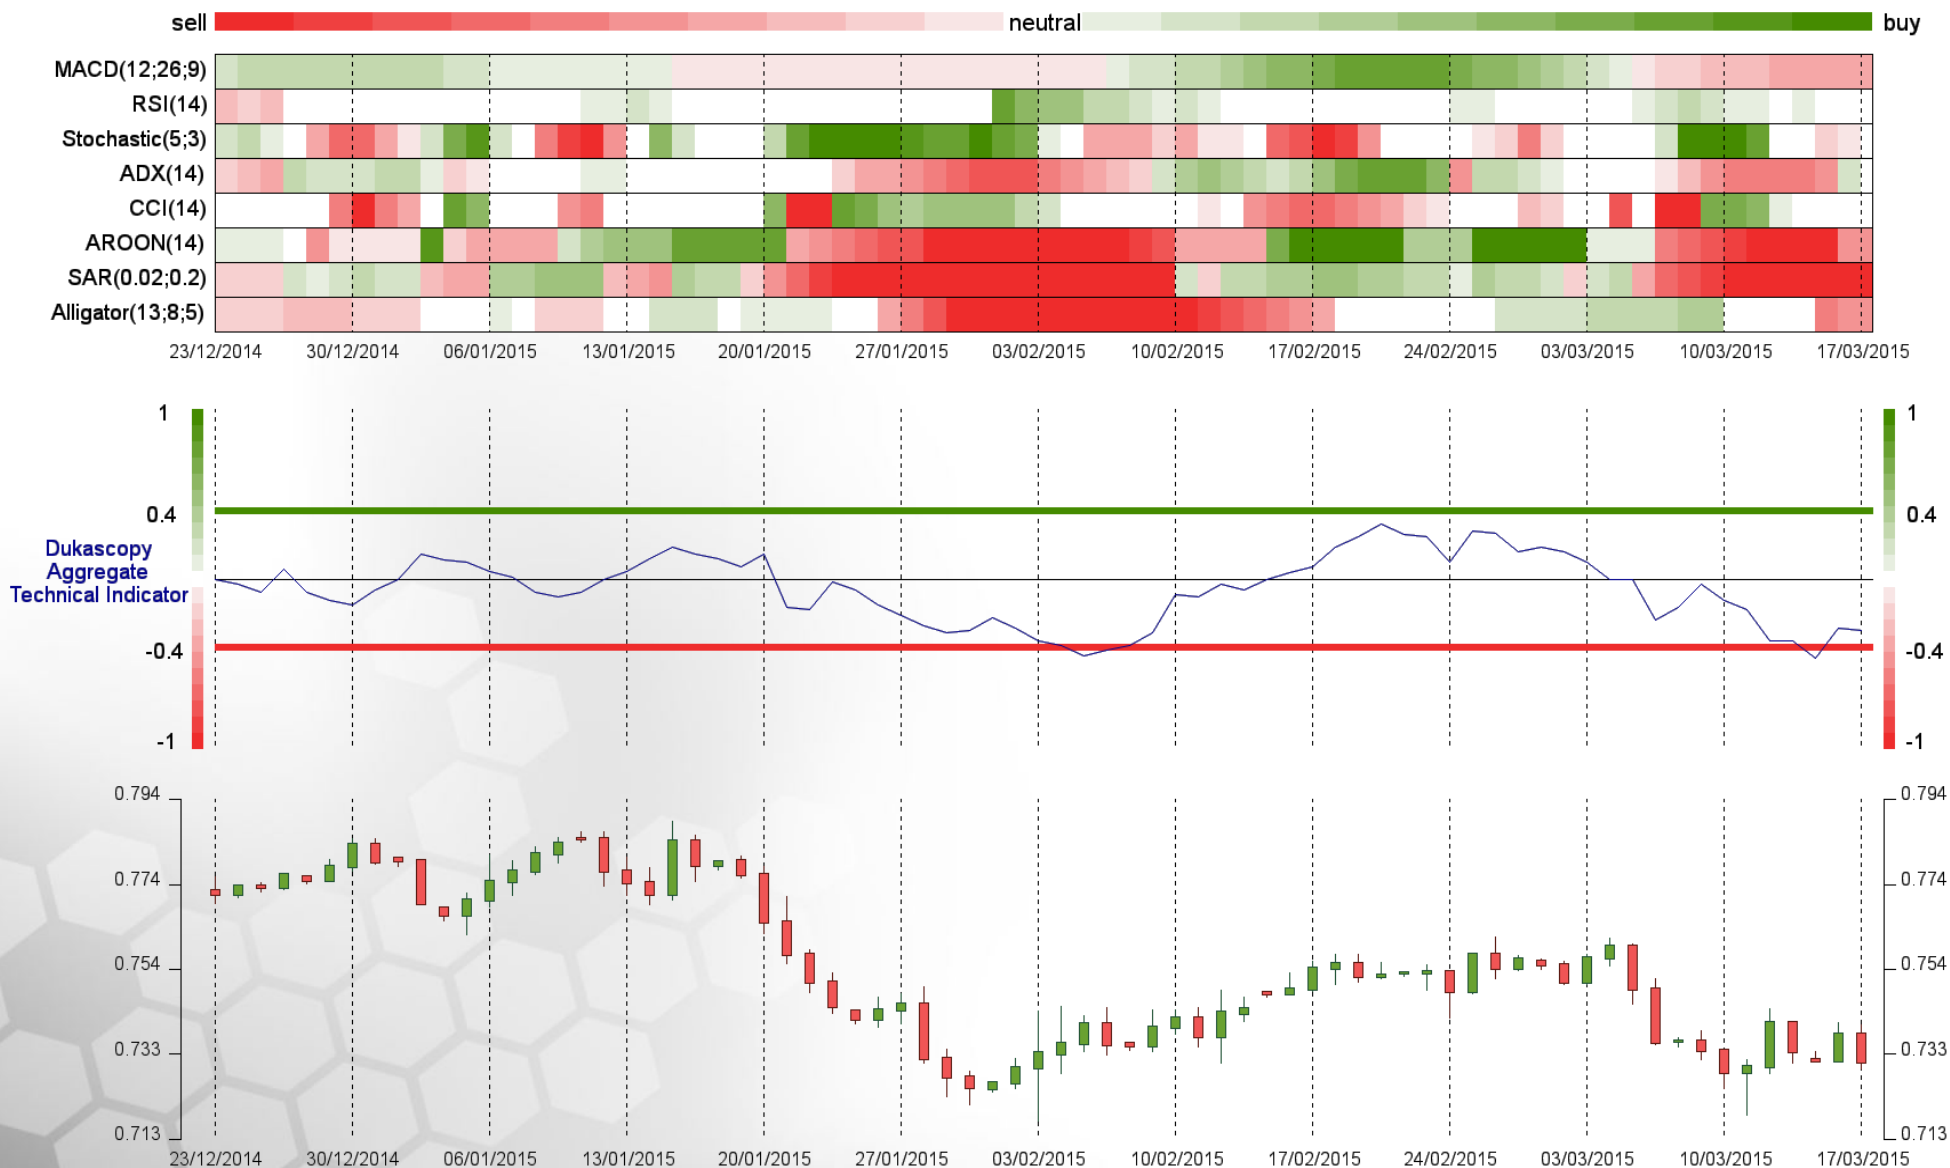 sell neutral buy
MACD(12;26;9)
RSI(14)
Stochastic(5;3)
ADX(14)
CCI(14)
AROON(14)
SAR(0.02;0.2)
Alligator(13;8;5)
23/12/2014 30/12/2014 06/01/2015 13/01/2015 20/01/2015 27/01/2015 03/02/2015 10/02/2015 17/02/2015 24/02/2015 03/03/2015 10/03/2015 17/03/2015
1 1
0.4 0.4
Dukascopy
Aggregate
Technical Indicator
-0.4 -0.4
-1 -1
0.794 0.794
0.774 0.774
0.754 0.754
0.733 0.733
0.713 0.713
23/12/2014 30/12/2014 06/01/2015 13/01/2015 20/01/2015 27/01/2015 03/02/2015 10/02/2015 17/02/2015 24/02/2015 03/03/2015 10/03/2015 17/03/2015